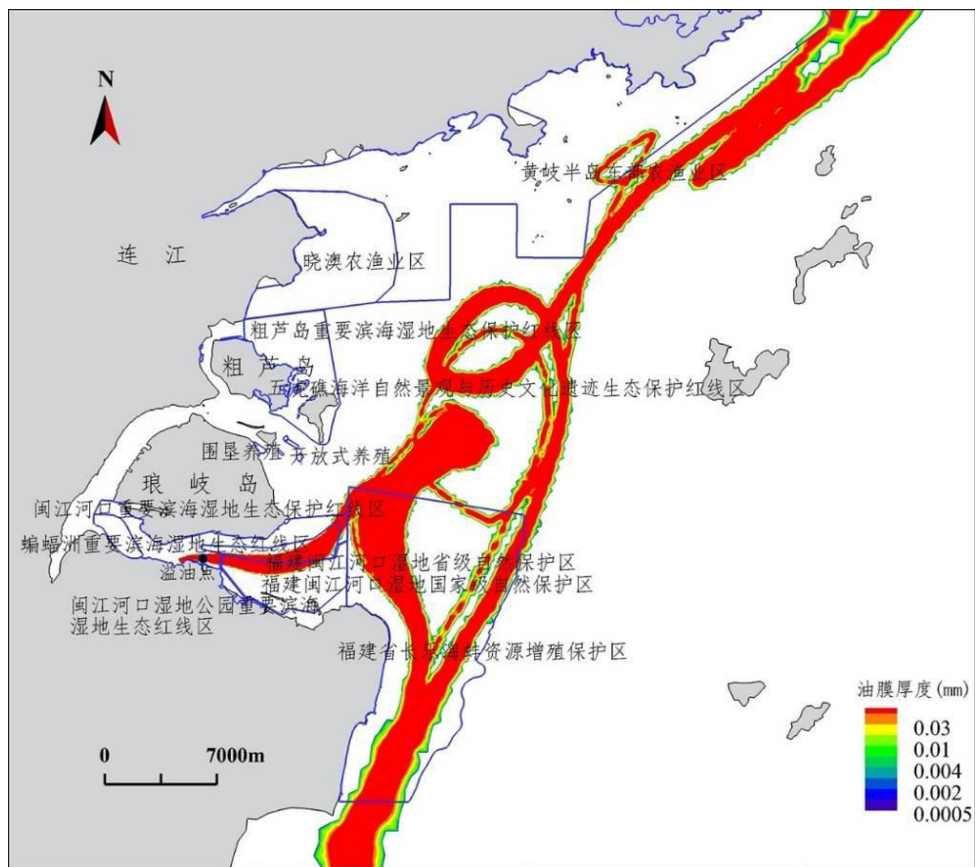 N
黄岐半岛东部农渔业区
连 江
晓澳农渔业区
粗芦岛重要滨海湿地生态保护红线区
粗 芦 岛
五虎礁海洋自然景观与历史文化遗迹生态保护红线区
围垦养殖
开放式养殖
琅 岐 岛
闽江河口重要滨海湿地生态保护红线区
蝙蝠洲重要滨海湿地生态红线区
福建闽江河口湿地省级自然保护区
溢油点
福建闽江河口湿地国家级自然保护区
闽江河口湿地公园重要滨海
湿地生态红线区
福建省长乐海蚌资源增殖保护区
油膜厚度(mm)
0.03
0.01
0.004
0.002
0.0005
0
7000m